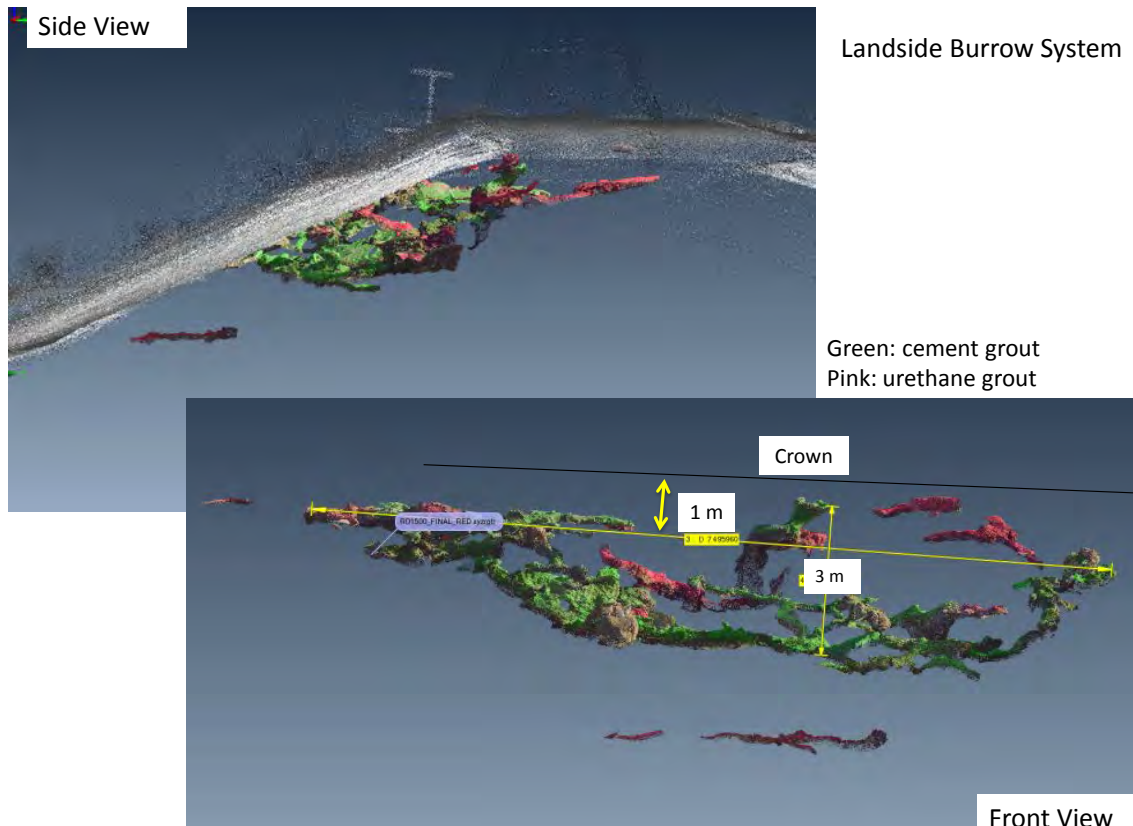 Side View
Landside Burrow System
Green: cement grout
Pink: urethane grout
Crown
1 m
3 m
Front View